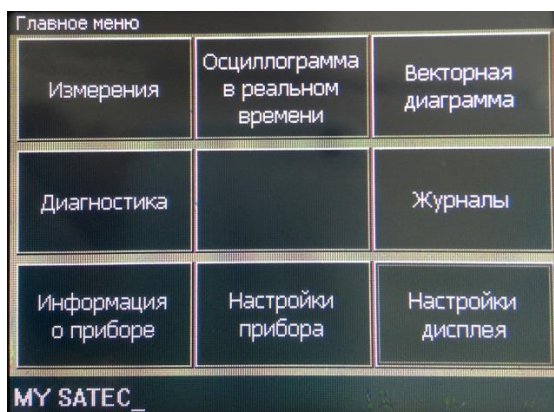 Главное меню
Измерения
Осциллограмма
в реальном
времени
Векторная
диаграмма
Диагностика
Журналы
Информация
о приборе
Настройки
прибора
Настройки
дисплея
MY SATEC_